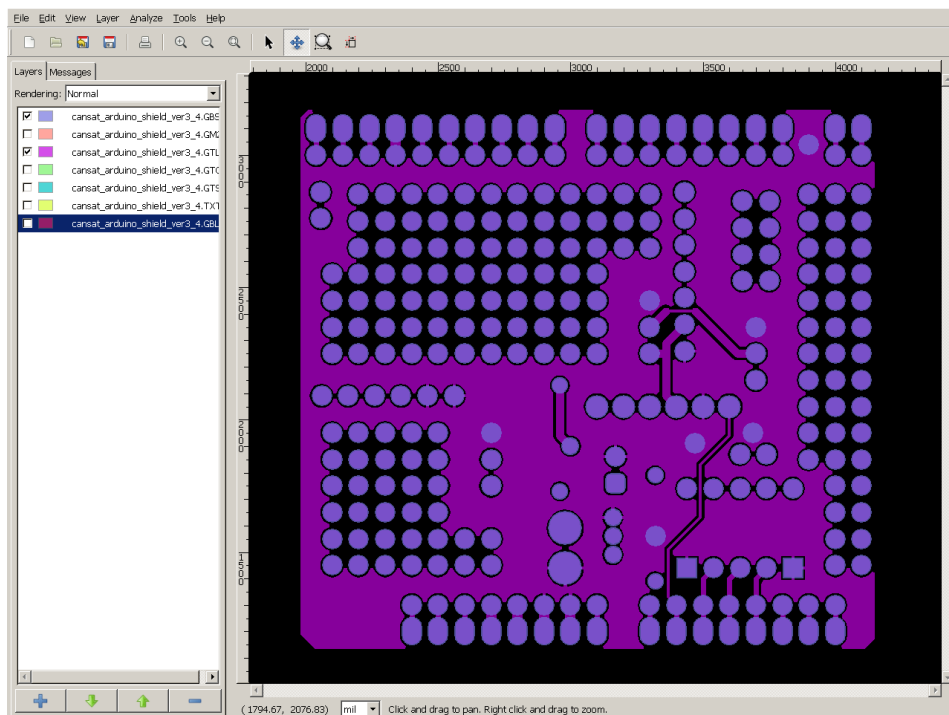 File Edit View Layer Analyze Tools Help
Layers Messages
Rendering: Normal
cansat_arduino_shield_ver3_4.GBS
cansat_arduino_shield_ver3_4.GM2
cansat_arduino_shield_ver3_4.GTL
cansat_arduino_shield_ver3_4.GTO
cansat_arduino_shield_ver3_4.GTS
cansat_arduino_shield_ver3_4.TXT
cansat_arduino_shield_ver3_4.GBL
2000 2500 3000 3500 4000
3000
2500
2000
1500
(1794.67, 2076.83) mil Click and drag to pan. Right click and drag to zoom.